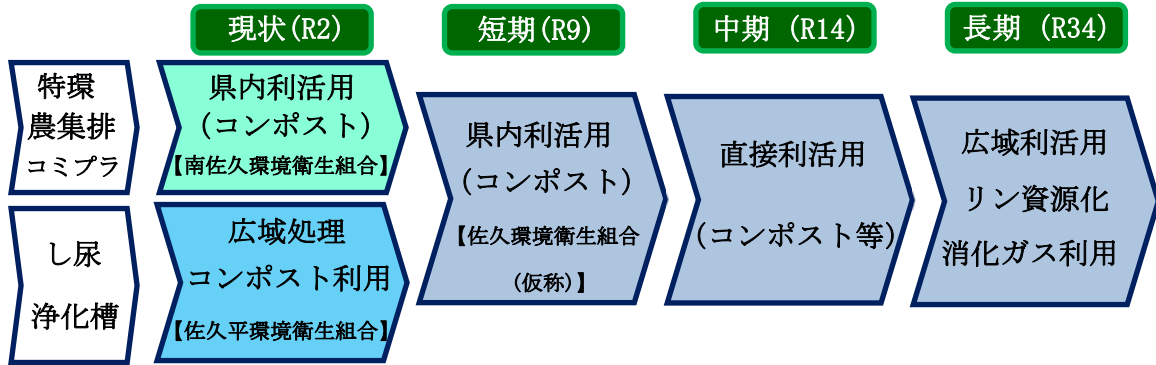 現状(R2)
短期(R9)
中期 (R14)
長期 (R34)
特環
農集排
コミプラ
県内利活用
(コンポスト)
【南佐久環境衛生組合】
し尿
浄化槽
広域処理
コンポスト利用
【佐久平環境衛生組合】
県内利活用
(コンポスト)
【佐久環境衛生組合
(仮称)】
直接利活用
(コンポスト等)
広域利活用
リン資源化
消化ガス利用